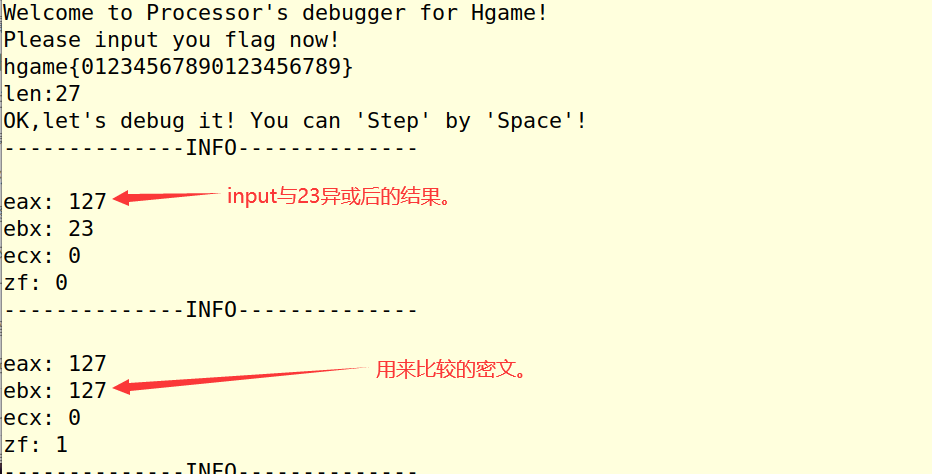 Welcome to Processor's debugger for Hgame!
Please input you flag now!
hgame{01234567890123456789}
len:27
OK,let's debug it! You can 'Step' by 'Space'!
--------------INFO--------------
eax: 127
input与23异或后的结果。
ebx: 23
ecx: 0
zf: 0
--------------INFO--------------
eax: 127
用来比较的密文。
ebx: 127
ecx: 0
zf: 1
--------------INFO--------------